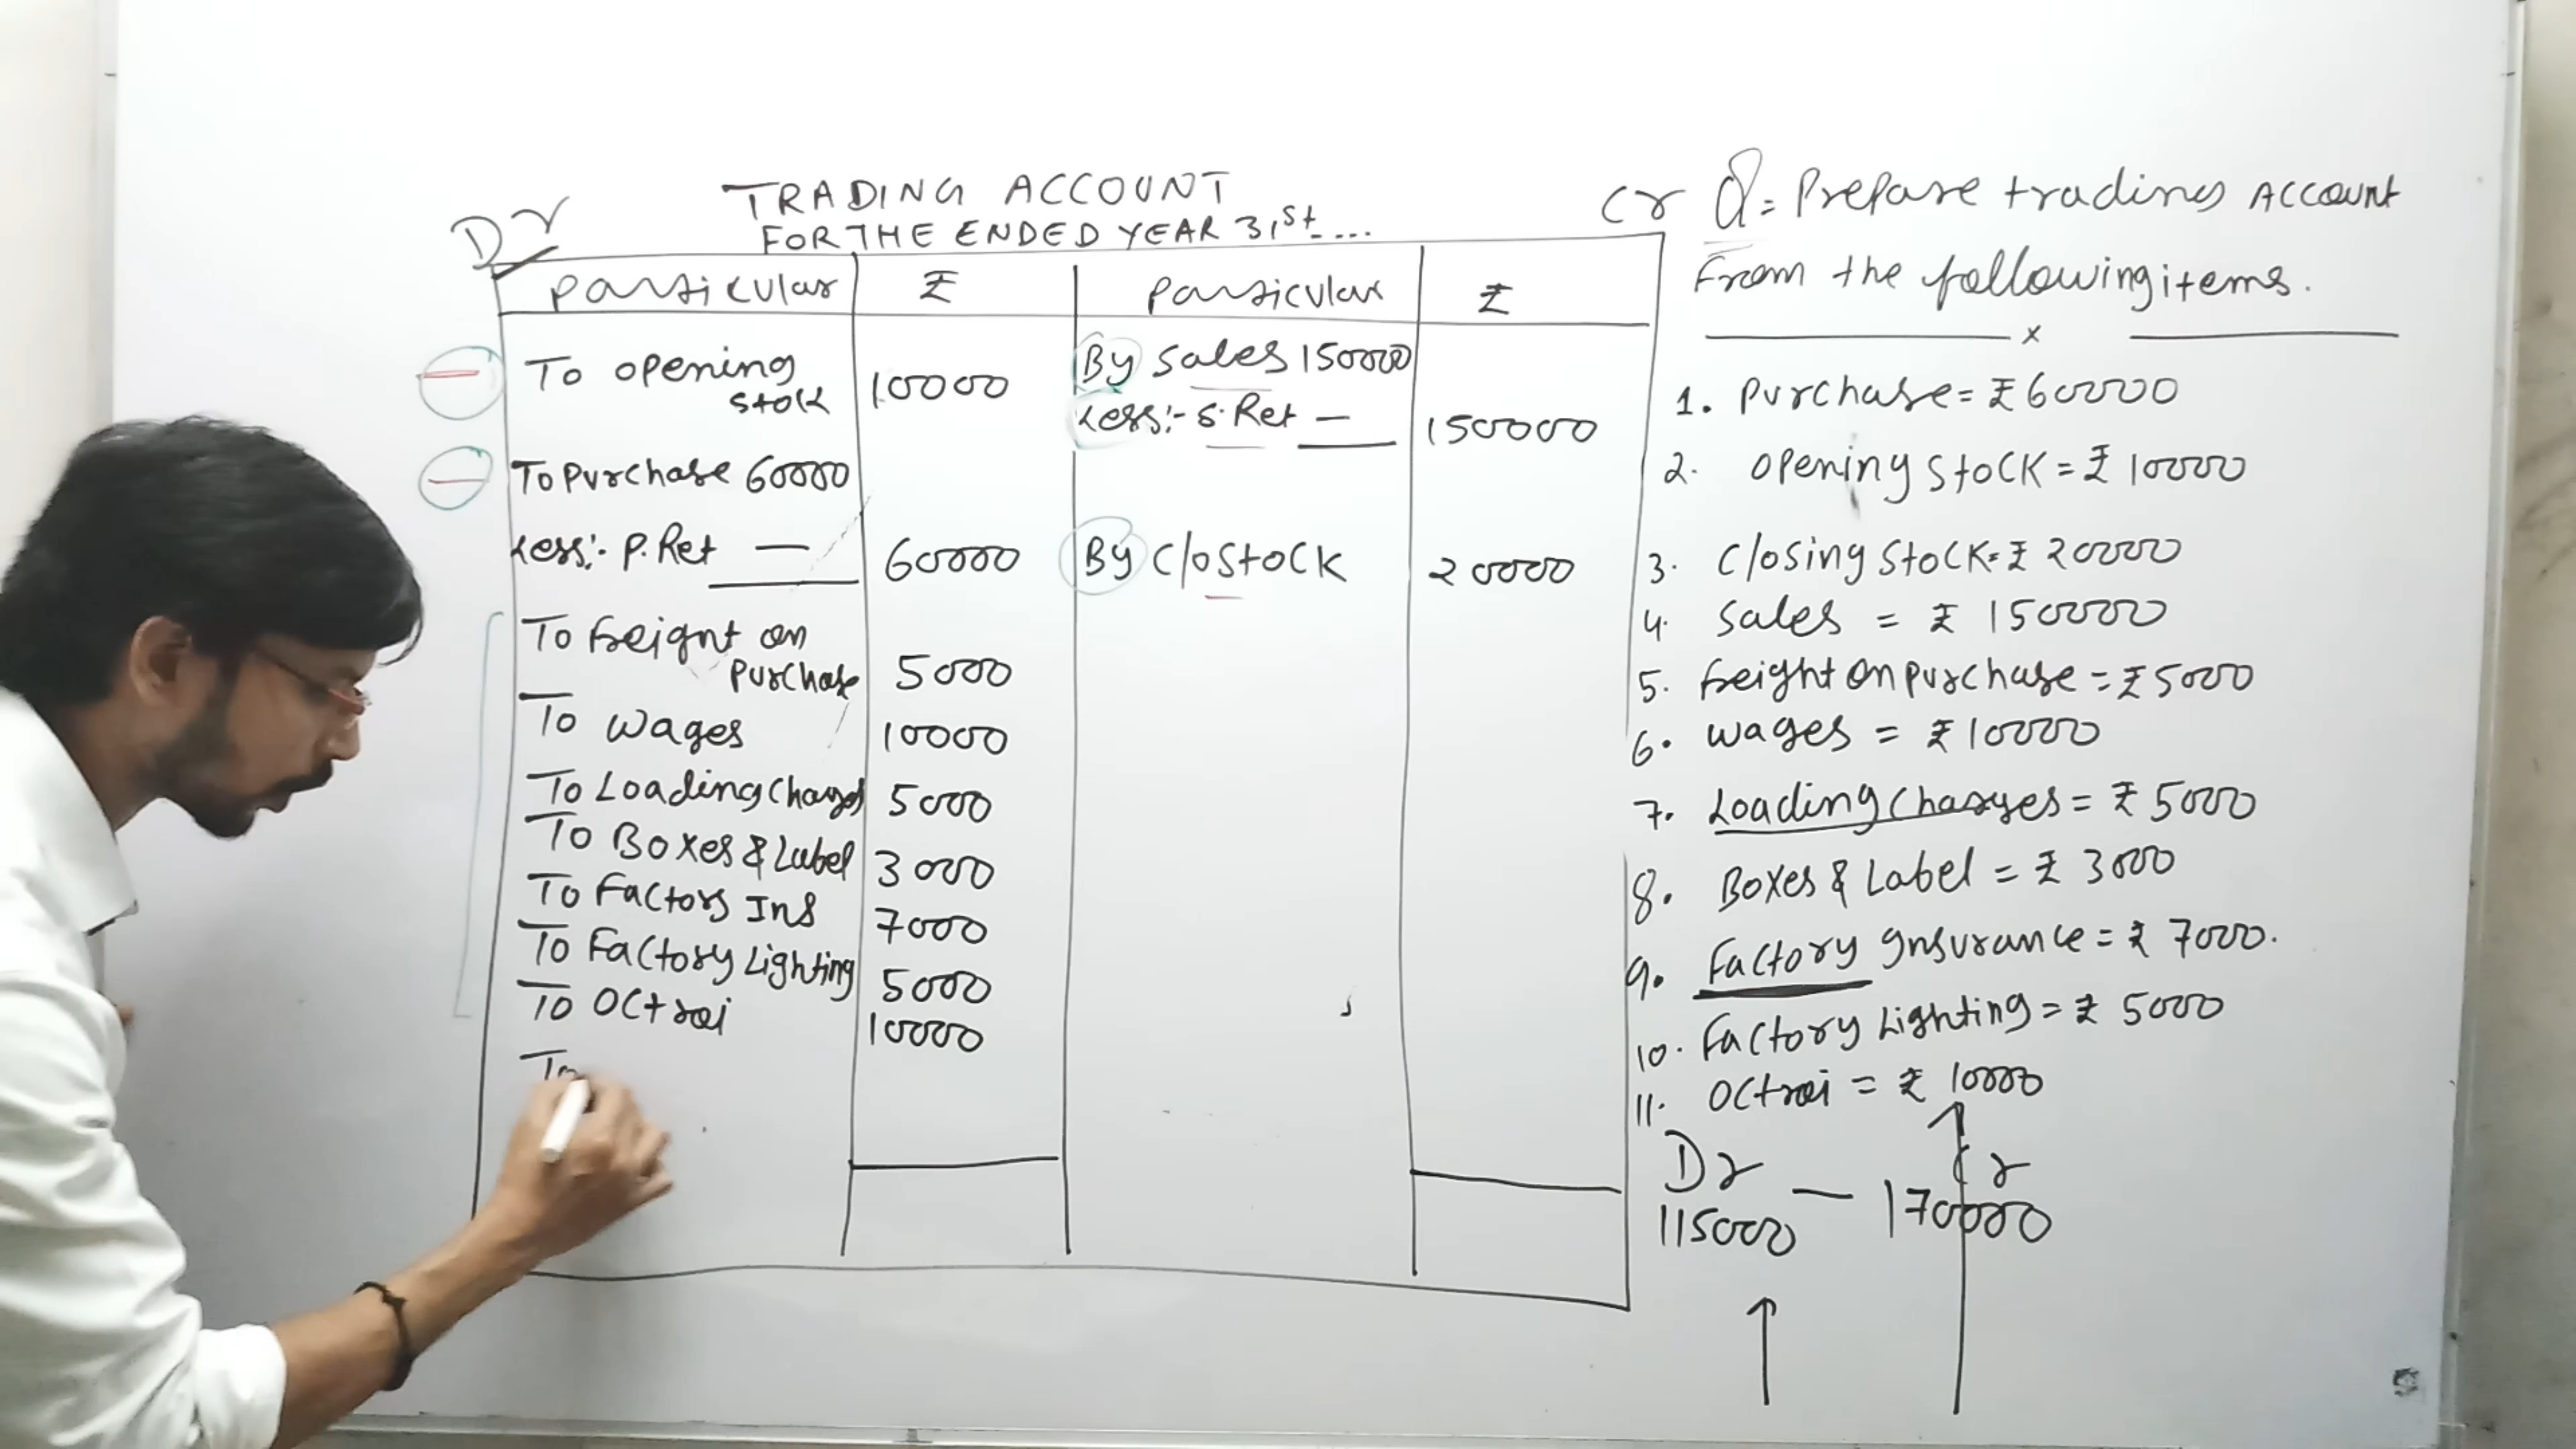 TRADING ACCOUNT
FOR THE ENDED YEAR 31st....
Dr
Cr
Particular ₹ Particular ₹
To opening
stock 10000
By Sales 150000
Less:- S.Ret — 150000
To Purchase 60000
Less:- P.Ret — 60000
By Clostock 20000
To freignt on
Purchase 5000
To wages 10000
To Loading Charges 5000
To Boxes & Label 3000
To Factory Ins 7000
To Factory Lighting 5000
To Octroi 10000
To
Q= Prepare trading Account
From the following items.
x
1. Purchase = ₹ 60000
2. Opening Stock = ₹ 10000
3. Closing Stock = ₹ 20000
4. Sales = ₹ 150000
5. freight on purchase = ₹ 5000
6. wages = ₹ 10000
7. Loading Charges = ₹ 5000
8. Boxes & Label = ₹ 3000
9. Factory Insurance = ₹ 7000.
10. Factory Lighting = ₹ 5000
11. Octroi = ₹ 10000
Dr Cr
115000 — 170000